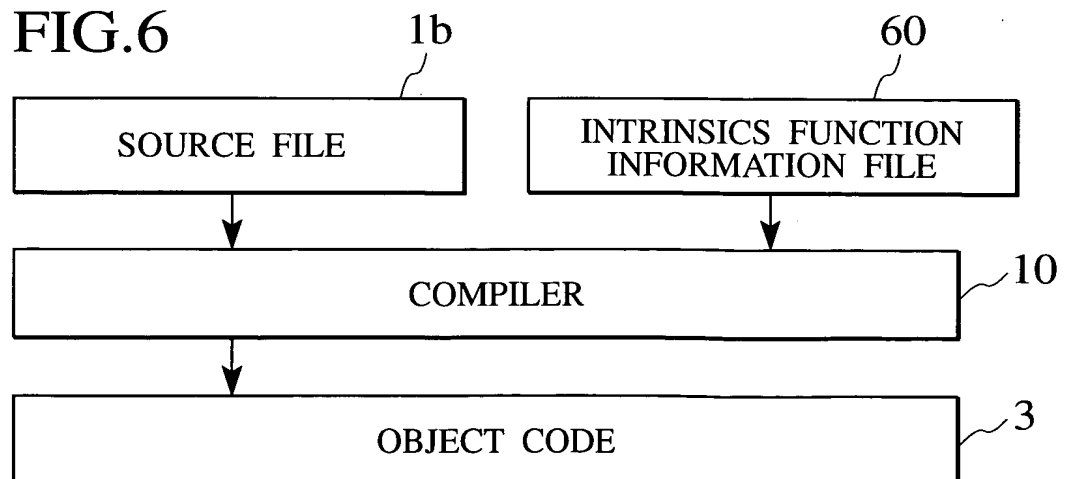 FIG.6
1b
60
SOURCE FILE
INTRINSICS FUNCTION
INFORMATION FILE
COMPILER
10
OBJECT CODE
3